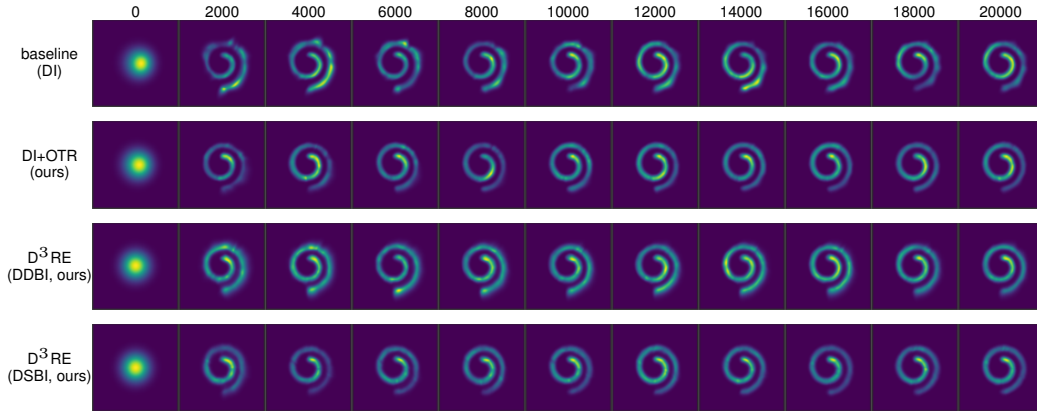 0 2000 4000 6000 8000 10000 12000 14000 16000 18000 20000
baseline
(DI)
DI+OTR
(ours)
D³RE
(DDBI, ours)
D³RE
(DSBI, ours)